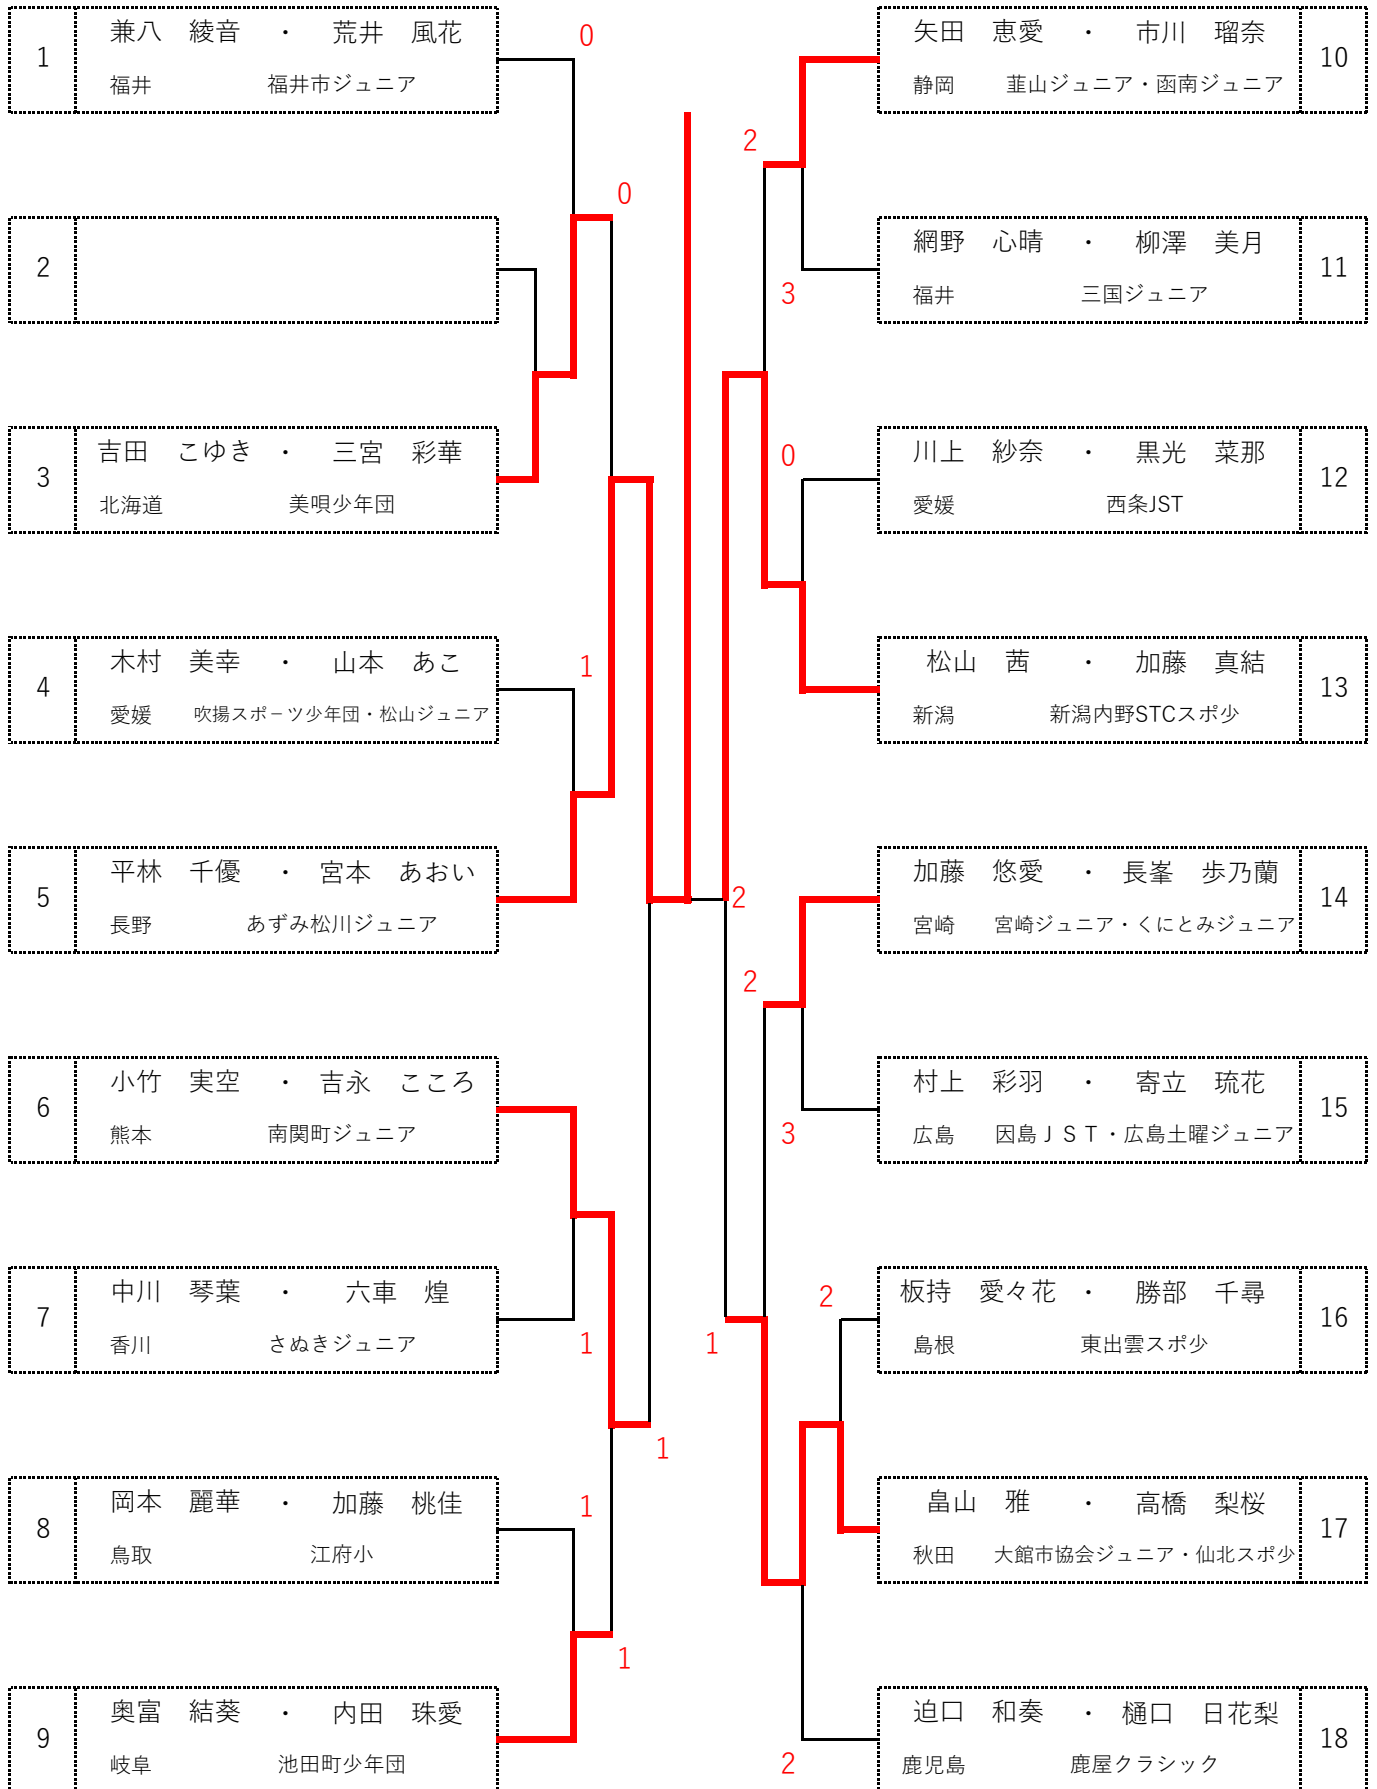 1
兼八　綾音　・　荒井　風花
福井　福井市ジュニア
0
2
0
3
吉田　こゆき　・　三宮　彩華
北海道　美唄少年団
4
木村　美幸　・　山本　あこ
愛媛　吹揚スポーツ少年団・松山ジュニア
1
5
平林　千優　・　宮本　あおい
長野　あずみ松川ジュニア
6
小竹　実空　・　吉永　こころ
熊本　南関町ジュニア
7
中川　琴葉　・　六車　煌
香川　さぬきジュニア
1
1
8
岡本　麗華　・　加藤　桃佳
鳥取　江府小
1
1
9
奥富　結葵　・　内田　珠愛
岐阜　池田町少年団
矢田　恵愛　・　市川　瑠奈
静岡　韮山ジュニア・函南ジュニア
10
2
網野　心晴　・　柳澤　美月
福井　三国ジュニア
11
3
川上　紗奈　・　黒光　菜那
愛媛　西条JST
12
0
松山　茜　・　加藤　真結
新潟　新潟内野STCスポ少
13
加藤　悠愛　・　長峯　歩乃蘭
宮崎　宮崎ジュニア・くにとみジュニア
14
2
2
村上　彩羽　・　寄立　琉花
広島　因島ＪＳＴ・広島土曜ジュニア
15
3
板持　愛々花　・　勝部　千尋
島根　東出雲スポ少
16
2
1
畠山　雅　・　高橋　梨桜
秋田　大館市協会ジュニア・仙北スポ少
17
迫口　和奏　・　樋口　日花梨
鹿児島　鹿屋クラシック
18
2